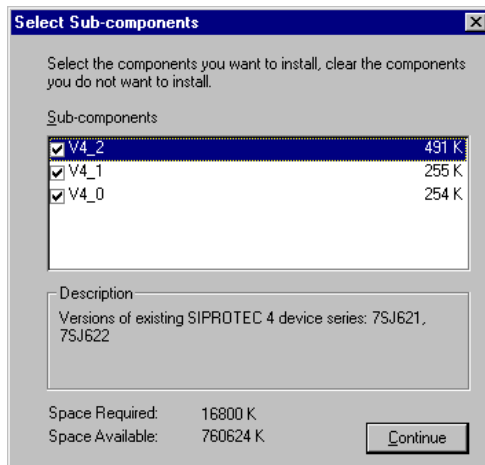 Select Sub-components
Select the components you want to install, clear the components
you do not want to install.
Sub-components
V4_2 491 K
V4_1 255 K
V4_0 254 K
Description
Versions of existing SIPROTEC 4 device series: 7SJ621,
7SJ622
Space Required: 16800 K
Space Available: 760624 K
Continue